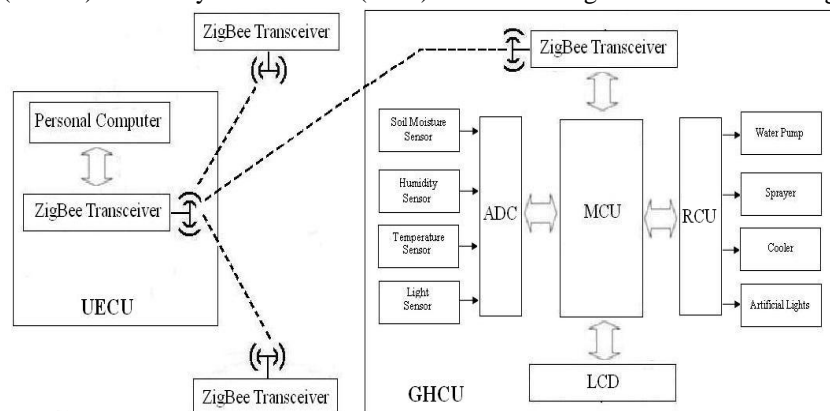 ZigBee Transceiver
Personal Computer
ZigBee Transceiver
UECU
ZigBee Transceiver
ZigBee Transceiver
Soil Moisture
Sensor
Humidity
Sensor
Temperature
Sensor
Light
Sensor
ADC
MCU
RCU
Water Pump
Sprayer
Cooler
Artificial Lights
LCD
GHCU